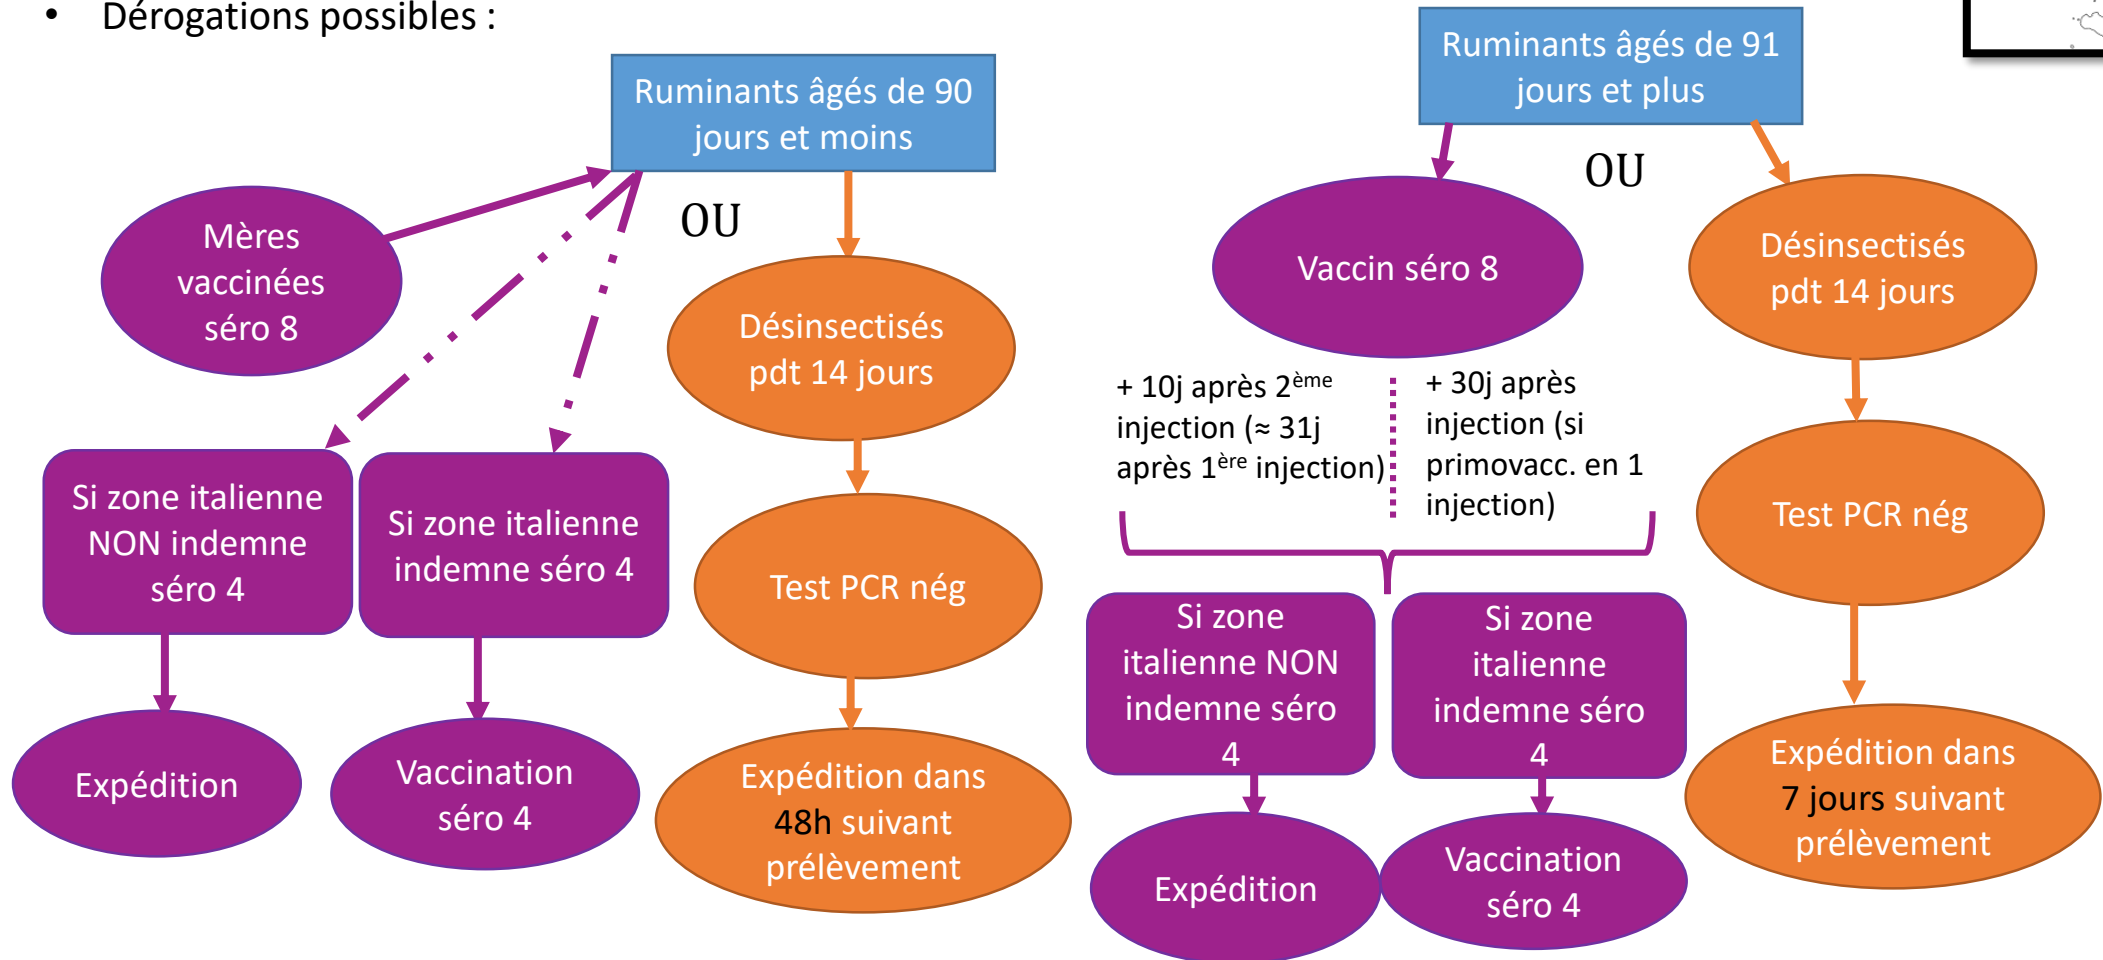 • Dérogations possibles :
Ruminants âgés de 90
jours et moins
OU
Mères
vaccinées
séro 8
Désinsectisés
pdt 14 jours
Si zone italienne
NON indemne
séro 4
Si zone italienne
indemne séro 4
Test PCR nég
Expédition
Vaccination
séro 4
Expédition dans
48h suivant
prélèvement
Ruminants âgés de 91
jours et plus
OU
Vaccin séro 8
Désinsectisés
pdt 14 jours
+ 10j après 2ème
injection (≈ 31j
après 1ère injection)
+ 30j après
injection (si
primovacc. en 1
injection)
Test PCR nég
Si zone
italienne NON
indemne séro
4
Si zone
italienne
indemne séro
4
Expédition
Vaccination
séro 4
Expédition dans
7 jours suivant
prélèvement